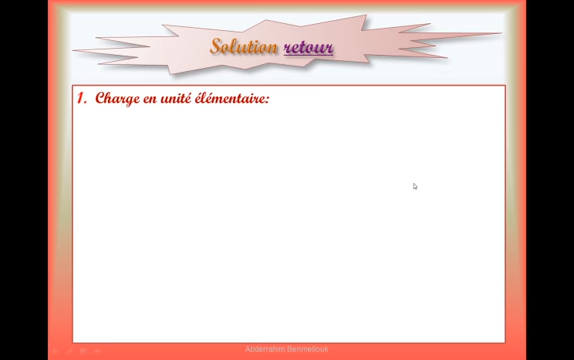 Solution retour
1. Charge en unité élémentaire:
Abderrahim Benmellouk